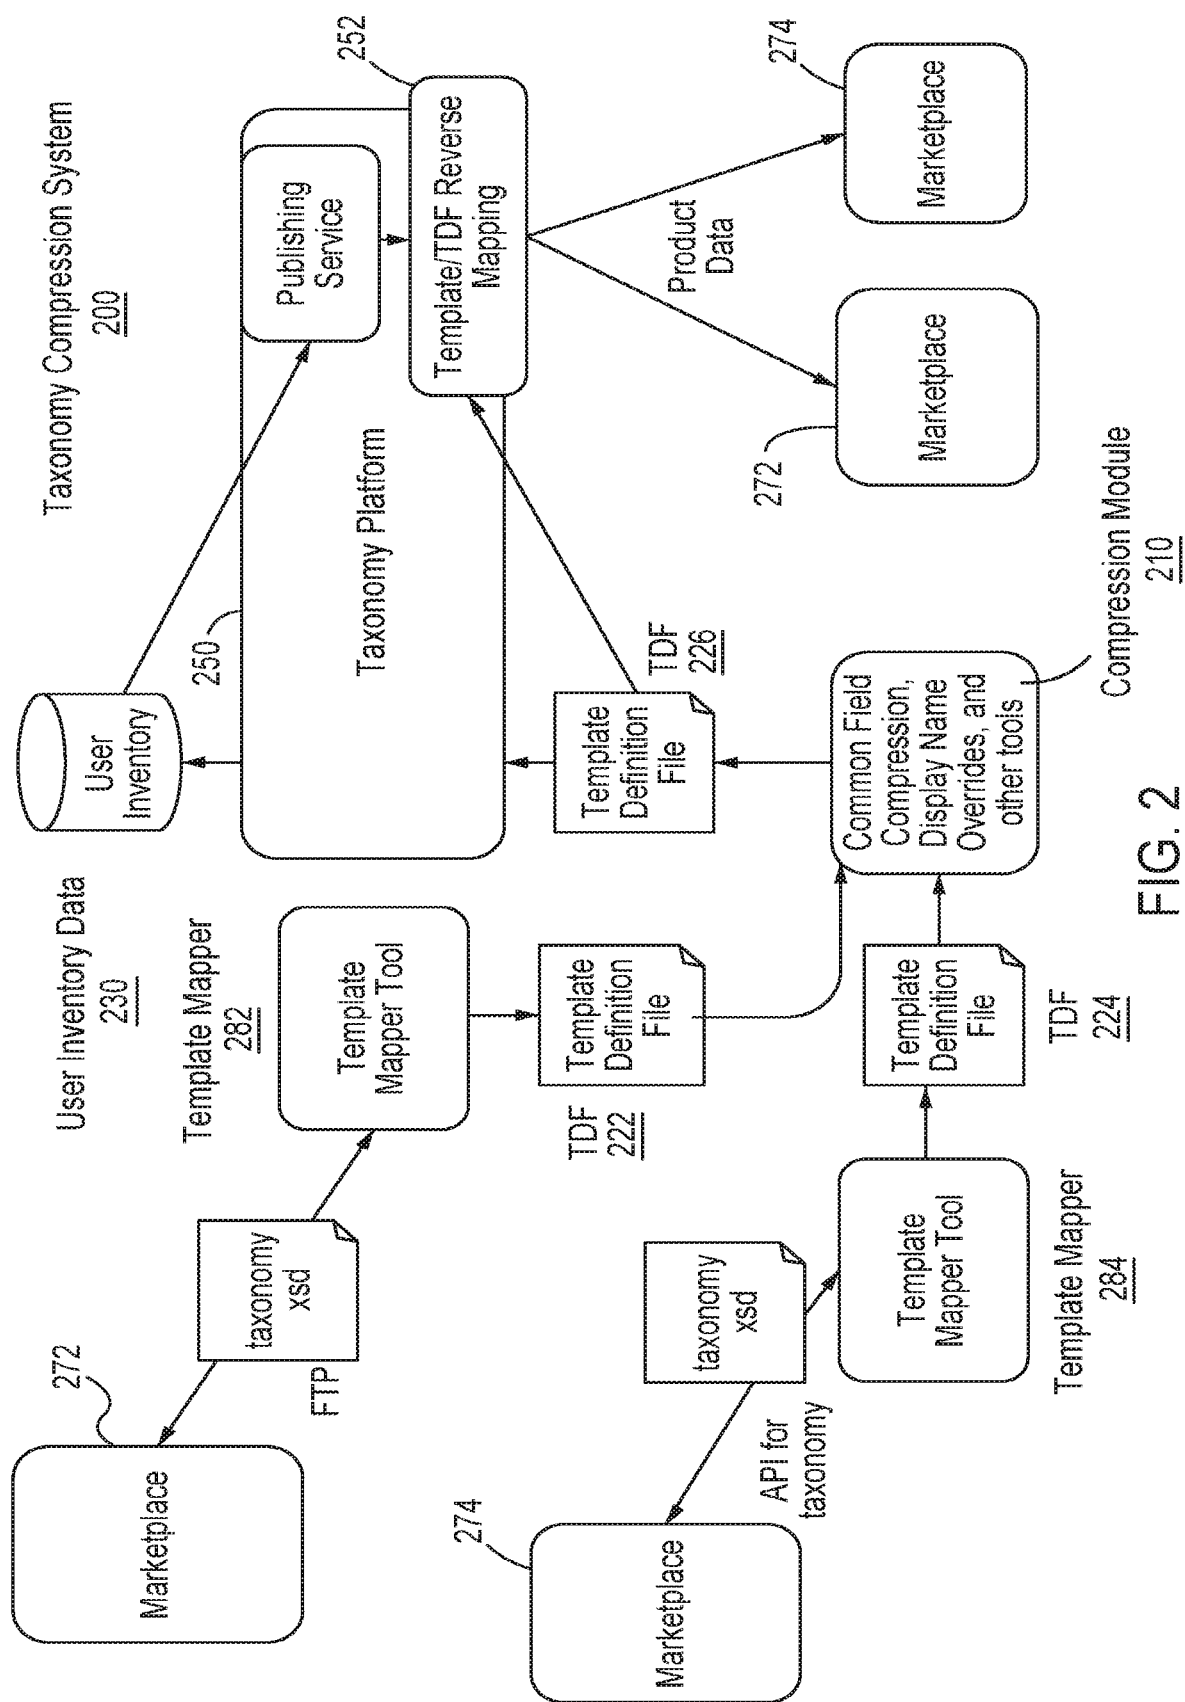 Taxonomy Compression System
200
User Inventory Data
230
User
Inventory
250
Taxonomy Platform
Publishing
Service
252
Template/TDF Reverse
Mapping
Product
Data
272
Marketplace
274
Marketplace
272
Marketplace
FTP
taxonomy
xsd
Template Mapper
282
Template
Mapper Tool
TDF
222
Template
Definition
File
274
Marketplace
API for
taxonomy
taxonomy
xsd
Template
Mapper Tool
Template Mapper
284
Template
Definition
File
TDF
224
Template
Definition
File
TDF
226
Common Field
Compression,
Display Name
Overrides, and
other tools
Compression Module
210
FIG. 2